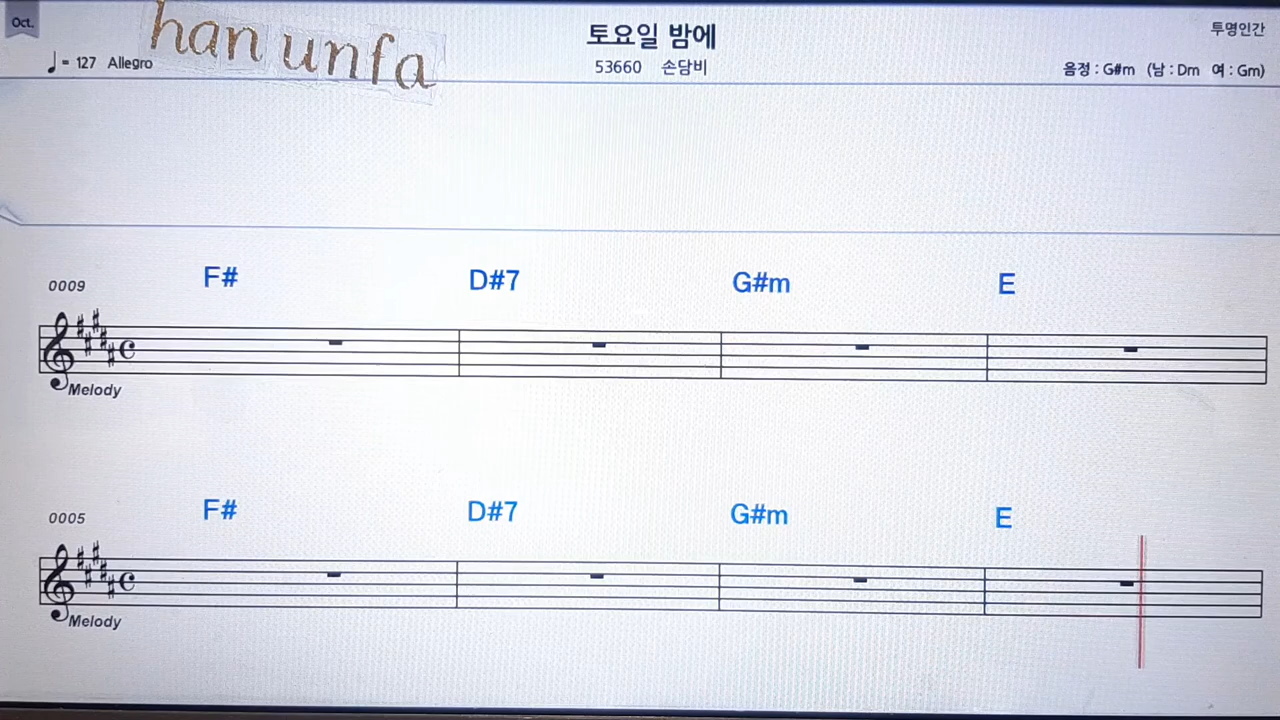 Oct.
han unfa
토요일 밤에
투명인간
♩= 127 Allegro
53660 손담비
음정 : G#m (남 : Dm 여 : Gm)
0009
F# D#7 G#m E
Melody
0005
F# D#7 G#m E
Melody